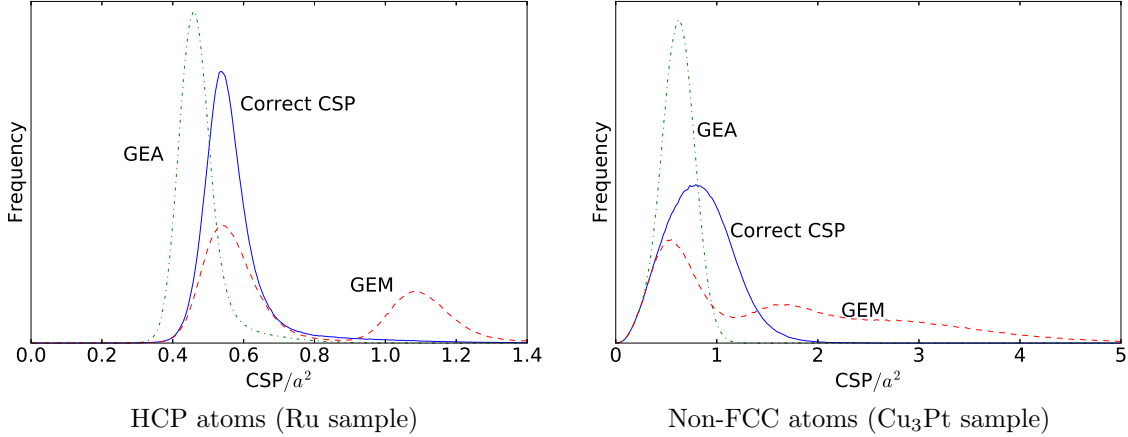 Frequency
Correct CSP
GEA
GEM
0.0 0.2 0.4 0.6 0.8 1.0 1.2 1.4
CSP/a²
HCP atoms (Ru sample)
Frequency
GEA
Correct CSP
GEM
0 1 2 3 4 5
CSP/a²
Non-FCC atoms (Cu₃Pt sample)